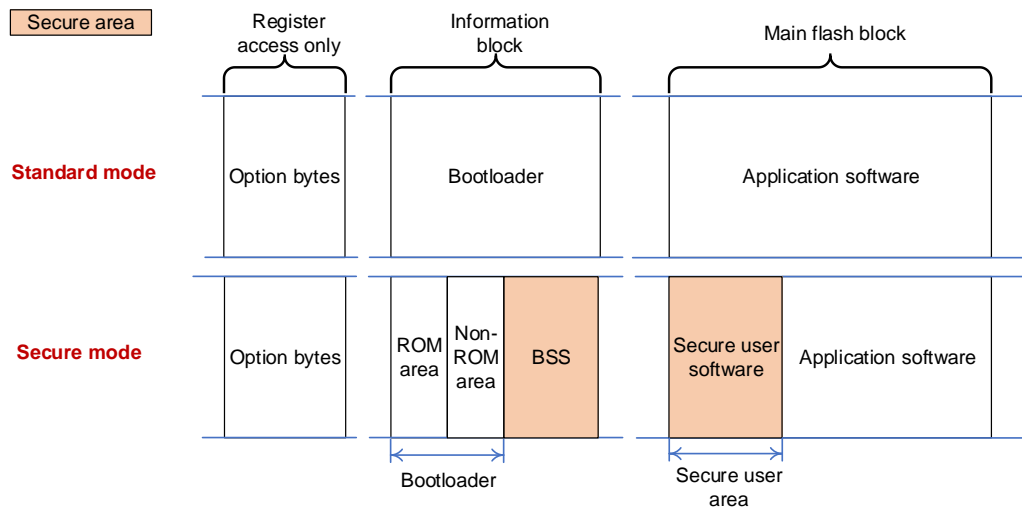 Secure area
Register
access only
Information
block
Main flash block
Standard mode
Option bytes
Bootloader
Application software
Secure mode
Option bytes
ROM
area
Non-
ROM
area
BSS
Secure user
software
Application software
Bootloader
Secure user
area